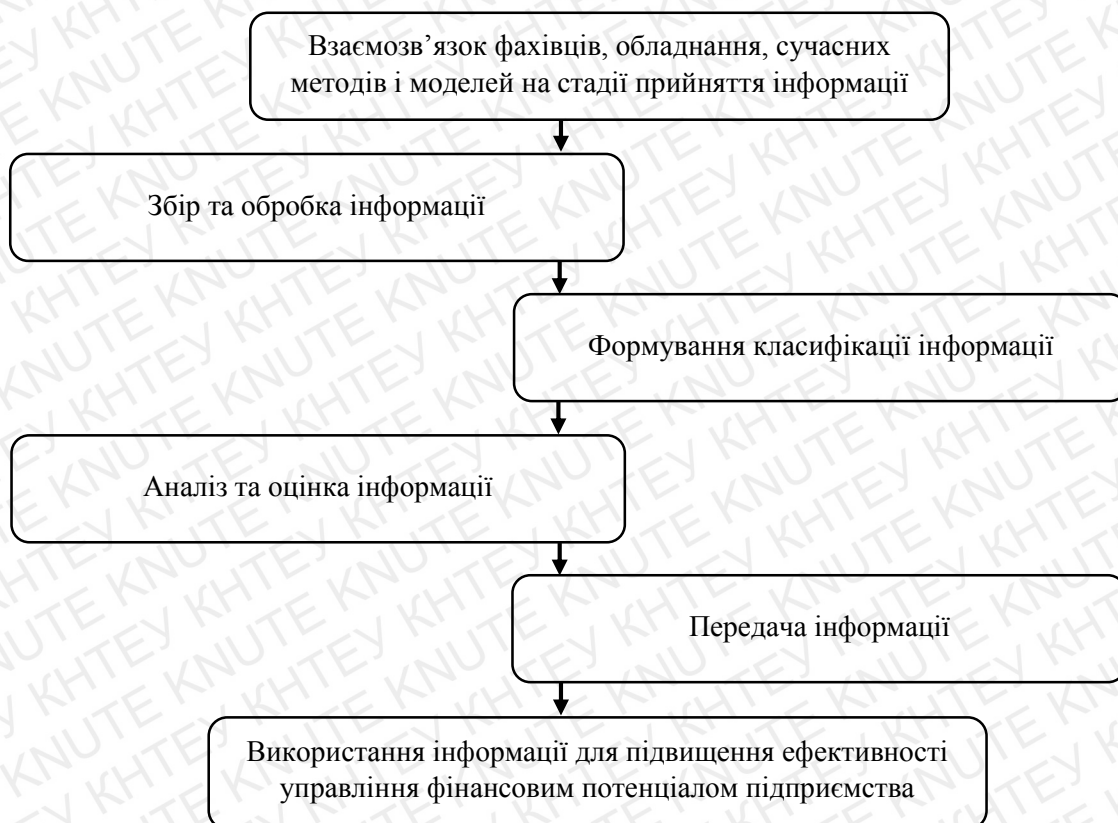 Взаємозв’язок фахівців, обладнання, сучасних
методів і моделей на стадії прийняття інформації
Збір та обробка інформації
Формування класифікації інформації
Аналіз та оцінка інформації
Передача інформації
Використання інформації для підвищення ефективності
управління фінансовим потенціалом підприємства